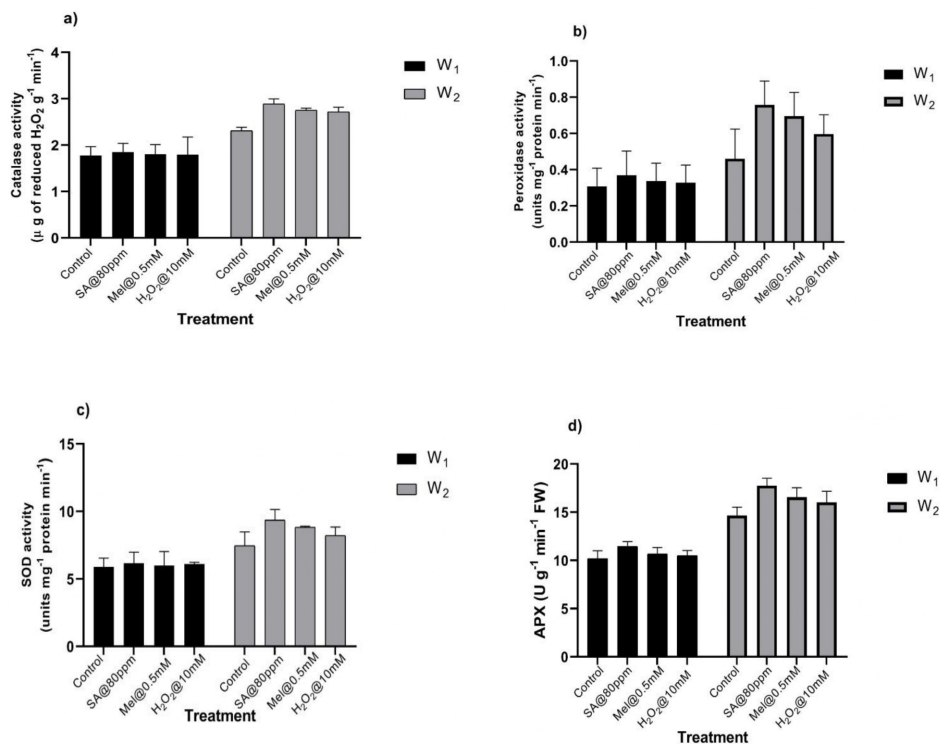 a)
Catalase activity
(μ g of reduced H₂O₂ g⁻¹ min⁻¹)
4
3
2
1
0
Control
SA@80ppm
Mel@0.5mM
H₂O₂@10mM
Control
SA@80ppm
Mel@0.5mM
H₂O₂@10mM
Treatment
W₁
W₂
b)
Peroxidase activity
(units mg⁻¹ protein min⁻¹)
1.0
0.8
0.6
0.4
0.2
0.0
Control
SA@80ppm
Mel@0.5mM
H₂O₂@10mM
Control
SA@80ppm
Mel@0.5mM
H₂O₂@10mM
Treatment
W₁
W₂
c)
SOD activity
(units mg⁻¹ protein min⁻¹)
15
10
5
0
Control
SA@80ppm
Mel@0.5mM
H₂O₂@10mM
Control
SA@80ppm
Mel@0.5mM
H₂O₂@10mM
Treatment
W₁
W₂
d)
APX (U g⁻¹ min⁻¹ FW)
20
15
10
5
0
Control
SA@80ppm
Mel@0.5mM
H₂O₂@10mM
Control
SA@80ppm
Mel@0.5mM
H₂O₂@10mM
Treatment
W₁
W₂